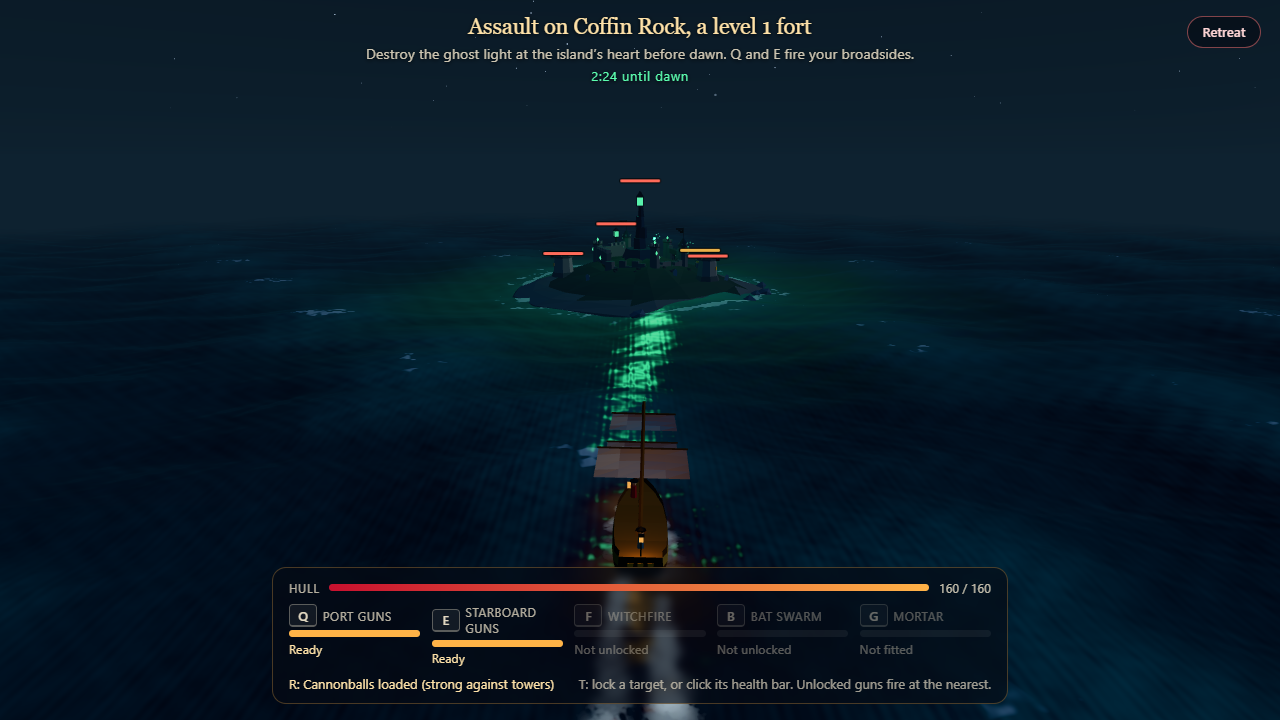 Assault on Coffin Rock, a level 1 fort
Retreat
Destroy the ghost light at the island's heart before dawn. Q and E fire your broadsides.
2:24 until dawn
HULL
160 / 160
Q PORT GUNS
Ready
E STARBOARD GUNS
Ready
F WITCHFIRE
Not unlocked
B BAT SWARM
Not unlocked
G MORTAR
Not fitted
R: Cannonballs loaded (strong against towers)
T: lock a target, or click its health bar. Unlocked guns fire at the nearest.